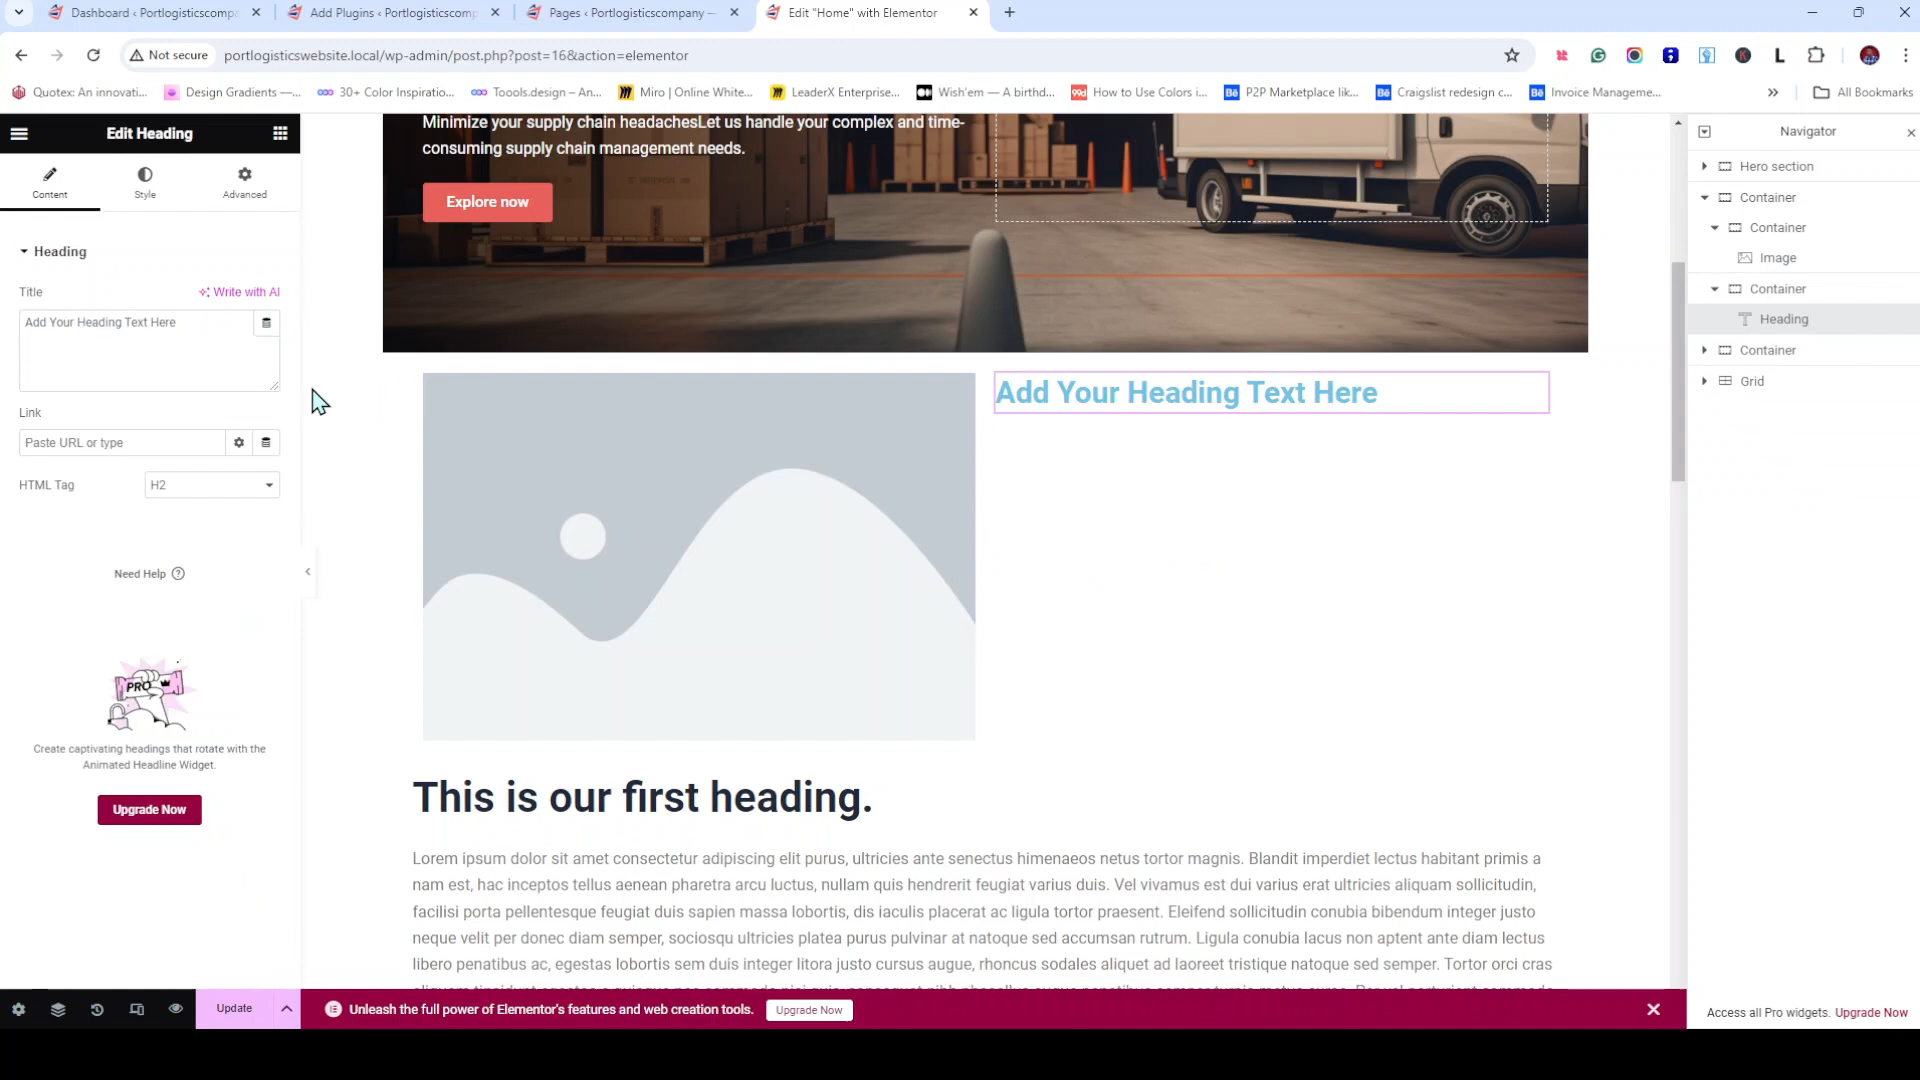 Dashboard ‹ Portlogisticscompa
Add Plugins ‹ Portlogisticscomp
Pages ‹ Portlogisticscompany —
Edit "Home" with Elementor
Not secure
portlogisticswebsite.local/wp-admin/post.php?post=16&action=elementor
Quotex: An innovati...
Design Gradients —...
30+ Color Inspiratio...
Toools.design – An...
Miro | Online White...
LeaderX Enterprise...
Wish'em — A birthd...
How to Use Colors i...
P2P Marketplace lik...
Craigslist redesign c...
Invoice Manageme...
All Bookmarks
Edit Heading
Content
Style
Advanced
Heading
Title
Write with AI
Add Your Heading Text Here
Link
Paste URL or type
HTML Tag
H2
Need Help
PRO
Create captivating headings that rotate with the
Animated Headline Widget.
Upgrade Now
Update
Minimize your supply chain headachesLet us handle your complex and time-
consuming supply chain management needs.
Explore now
Add Your Heading Text Here
This is our first heading.
Lorem ipsum dolor sit amet consectetur adipiscing elit purus, ultricies ante senectus himenaeos netus tortor magnis. Blandit imperdiet lectus habitant primis a
nam est, hac inceptos tellus aenean pharetra arcu luctus, nullam quis hendrerit feugiat varius duis. Vel vivamus est dui varius erat ultricies aliquam sollicitudin,
facilisi porta pellentesque feugiat duis sapien massa lobortis, dis iaculis placerat ac ligula tortor praesent. Eleifend sollicitudin conubia bibendum integer justo
neque velit per donec diam semper, sociosqu ultricies platea purus pulvinar at natoque sed accumsan rutrum. Ligula conubia lacus non aptent ante diam lectus
libero penatibus ac, egestas lobortis sem duis integer litora justo cursus augue, rhoncus sodales aliquet ad laoreet tristique natoque sed semper. Tortor orci cras
Unleash the full power of Elementor's features and web creation tools.
Upgrade Now
Navigator
Hero section
Container
Container
Image
Container
Heading
Container
Grid
Access all Pro widgets. Upgrade Now